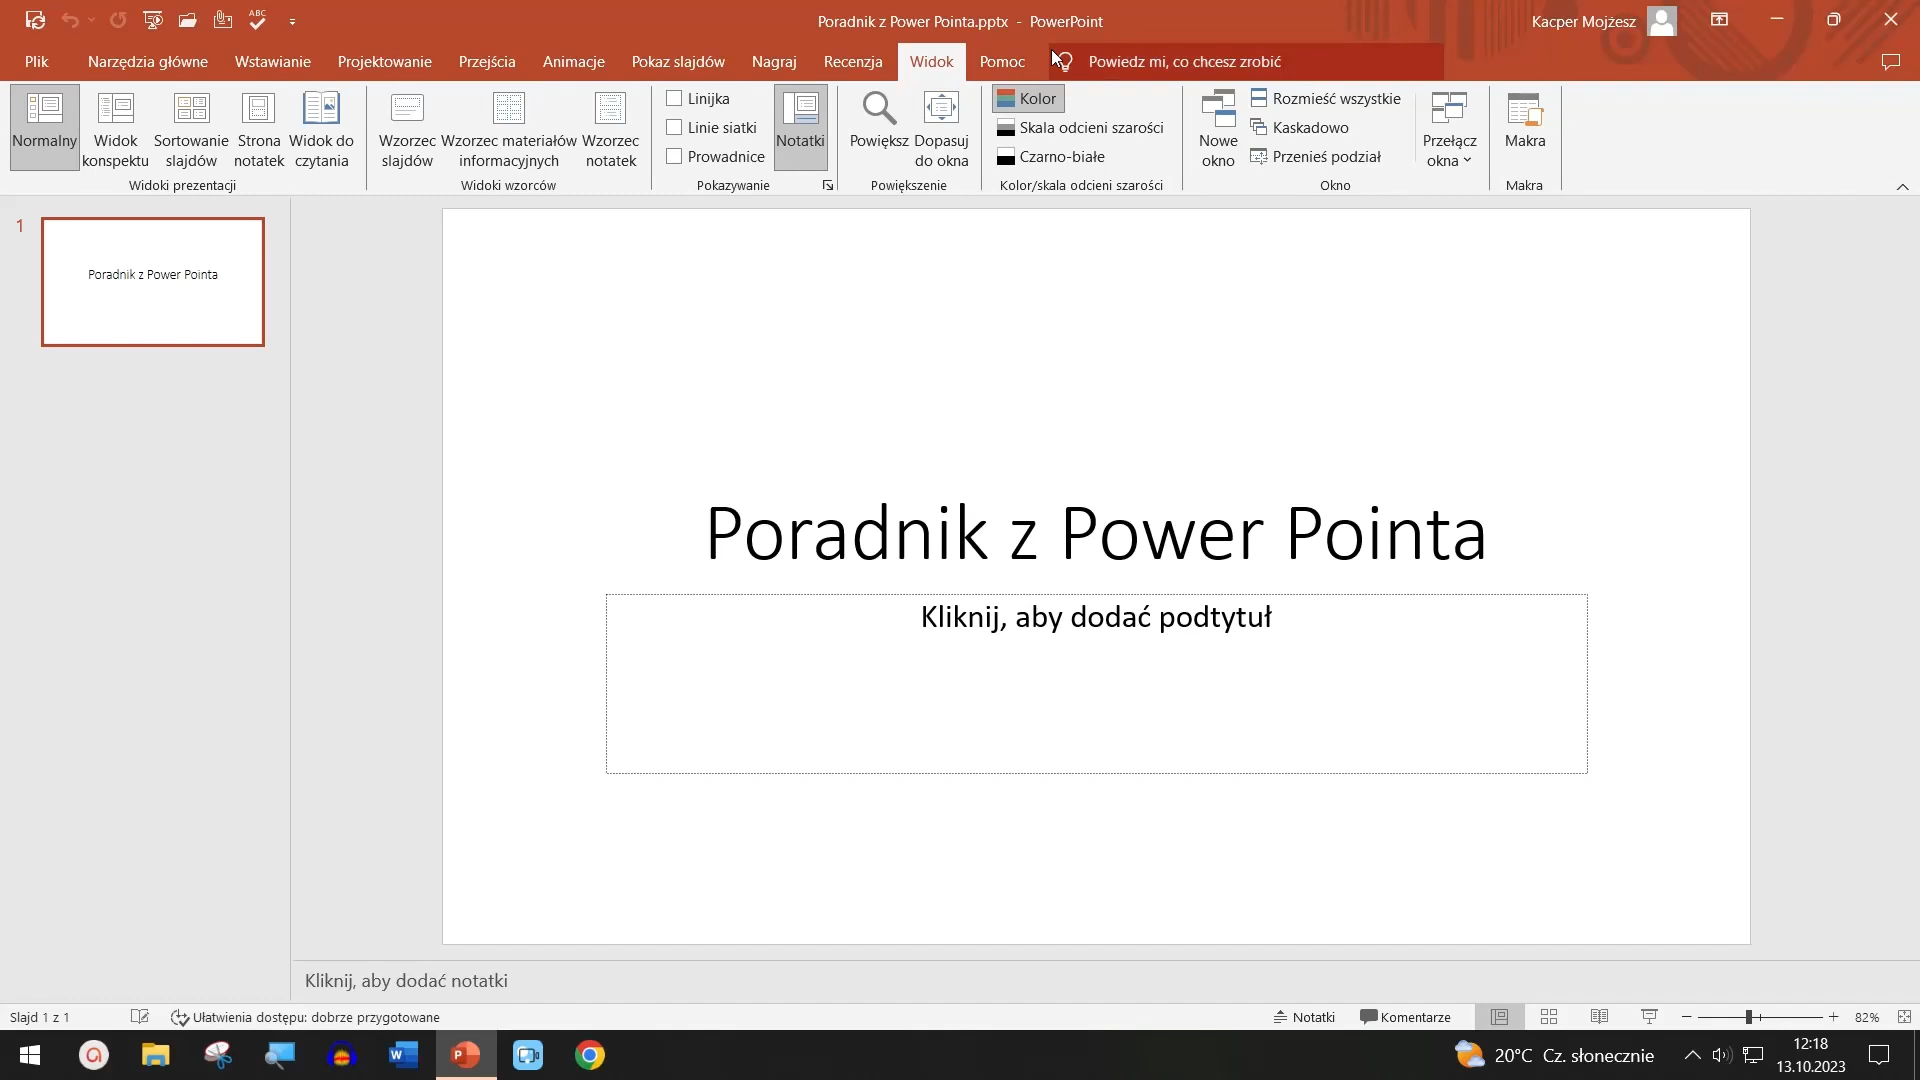 ABC
Poradnik z Power Pointa.pptx - PowerPoint
Kacper Mojżesz
Plik Narzędzia główne Wstawianie Projektowanie Przejścia Animacje Pokaz slajdów Nagraj Recenzja Widok Pomoc Powiedz mi, co chcesz zrobić
Normalny
Widok konspektu
Sortowanie slajdów
Strona notatek
Widok do czytania
Widoki prezentacji
Wzorzec slajdów
Wzorzec materiałów informacyjnych
Wzorzec notatek
Widoki wzorców
Linijka
Linie siatki
Prowadnice
Notatki
Pokazywanie
Powiększ
Dopasuj do okna
Powiększenie
Kolor
Skala odcieni szarości
Czarno-białe
Kolor/skala odcieni szarości
Nowe okno
Rozmieść wszystkie
Kaskadowo
Przenieś podział
Przełącz okna
Okno
Makra
Makra
1
Poradnik z Power Pointa
Poradnik z Power Pointa
Kliknij, aby dodać podtytuł
Kliknij, aby dodać notatki
Slajd 1 z 1 Ułatwienia dostępu: dobrze przygotowane Notatki Komentarze 82%
20°C Cz. słonecznie
12:18
13.10.2023